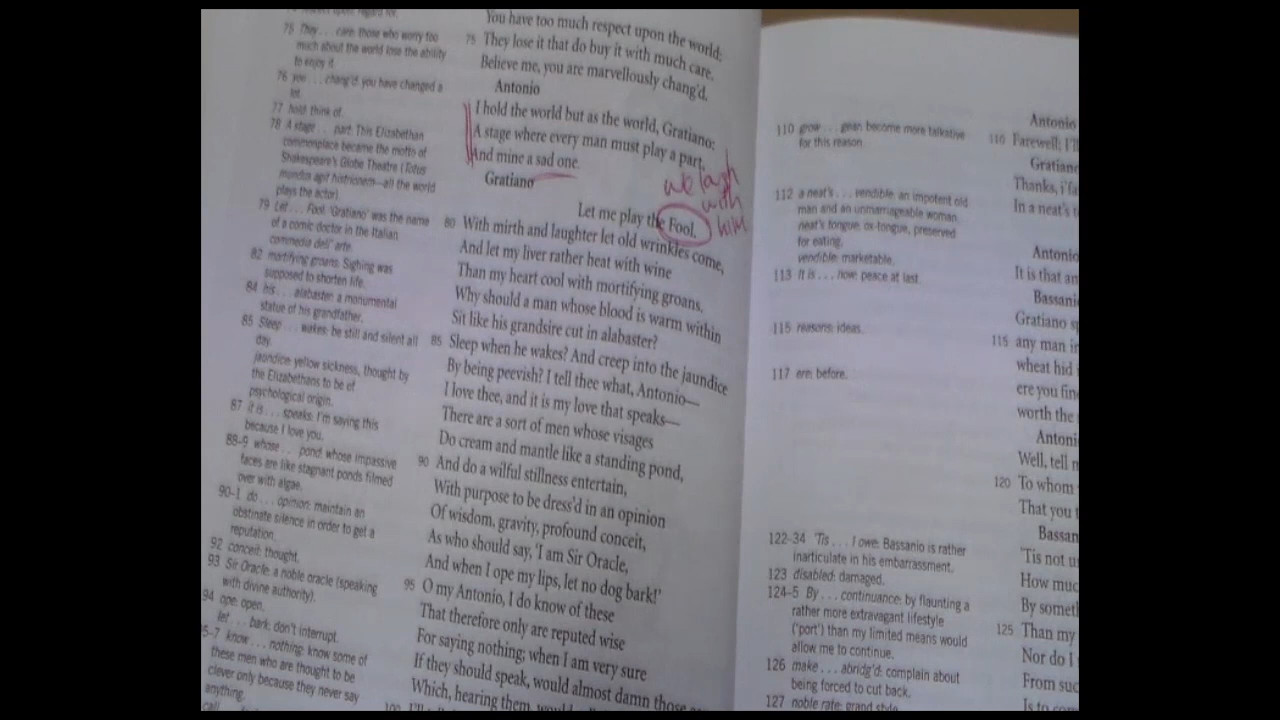 75 They . . . care: those who worry too
much about the world lose the ability
to enjoy it.
76 you . . . chang'd: you have changed a
lot.
77 hold: think of.
78 A stage . . . part: This Elizabethan
commonplace became the motto of
Shakespeare's Globe Theatre (Totus
mundus agit histrionem—all the world
plays the actor).
79 Let . . . Fool: 'Gratiano' was the name
of a comic doctor in the Italian
commedia dell' arte.
82 mortifying groans: Sighing was
supposed to shorten life.
84 his . . . alabaster: a monumental
statue of his grandfather.
85 Sleep . . . wakes: be still and silent all
day.
jaundice: yellow sickness, thought by
the Elizabethans to be of
psychological origin.
87 it is . . . speaks: I'm saying this
because I love you.
88–9 whose . . . pond: whose impassive
faces are like stagnant ponds filmed
over with algae.
90–1 do . . . opinion: maintain an
obstinate silence in order to get a
reputation.
92 conceit: thought.
93 Sir Oracle: a noble oracle (speaking
with divine authority).
94 ope: open.
let . . . bark: don't interrupt.
5–7 know . . . nothing: know some of
these men who are thought to be
clever only because they never say
anything.
You have too much respect upon the world:
75 They lose it that do buy it with much care.
Believe me, you are marvellously chang'd.
Antonio
I hold the world but as the world, Gratiano:
A stage where every man must play a part,
And mine a sad one.
Gratiano
we laugh
with
him
Let me play the Fool.
80 With mirth and laughter let old wrinkles come,
And let my liver rather heat with wine
Than my heart cool with mortifying groans.
Why should a man whose blood is warm within
Sit like his grandsire cut in alabaster?
85 Sleep when he wakes? And creep into the jaundice
By being peevish? I tell thee what, Antonio—
I love thee, and it is my love that speaks—
There are a sort of men whose visages
Do cream and mantle like a standing pond,
90 And do a wilful stillness entertain,
With purpose to be dress'd in an opinion
Of wisdom, gravity, profound conceit,
As who should say, 'I am Sir Oracle,
And when I ope my lips, let no dog bark!'
95 O my Antonio, I do know of these
That therefore only are reputed wise
For saying nothing; when I am very sure
If they should speak, would almost damn those
Which, hearing them, would
110 grow . . . gear: become more talkative
for this reason.
112 a neat's . . . vendible: an impotent old
man and an unmarriageable woman.
neat's tongue: ox-tongue, preserved
for eating.
vendible: marketable.
113 It is . . . now: peace at last.
115 reasons: ideas.
117 ere: before.
122–34 'Tis . . . I owe: Bassanio is rather
inarticulate in his embarrassment.
123 disabled: damaged.
124–5 By . . . continuance: by flaunting a
rather more extravagant lifestyle
('port') than my limited means would
allow me to continue.
126 make . . . abridg'd: complain about
being forced to cut back.
127 noble rate: grand style
Antonio
110 Farewell; I'll
Gratiano
Thanks, i'fa
In a neat's t
Antonio
It is that an
Bassanio
Gratiano sp
115 any man in
wheat hid
ere you fin
worth the
Antoni
Well, tell m
120 To whom
That you t
Bassan
'Tis not u
How muc
By someth
125 Than my
Nor do I
From suc
Is to com